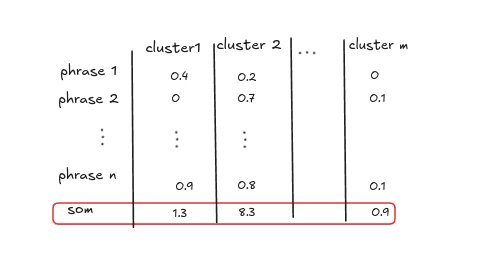 cluster1 cluster 2 ... cluster m
phrase 1 0.4 0.2 0
phrase 2 0 0.7 0.1
⋮ ⋮ ⋮
phrase n 0.9 0.8 0.1
som 1.3 8.3 0.9